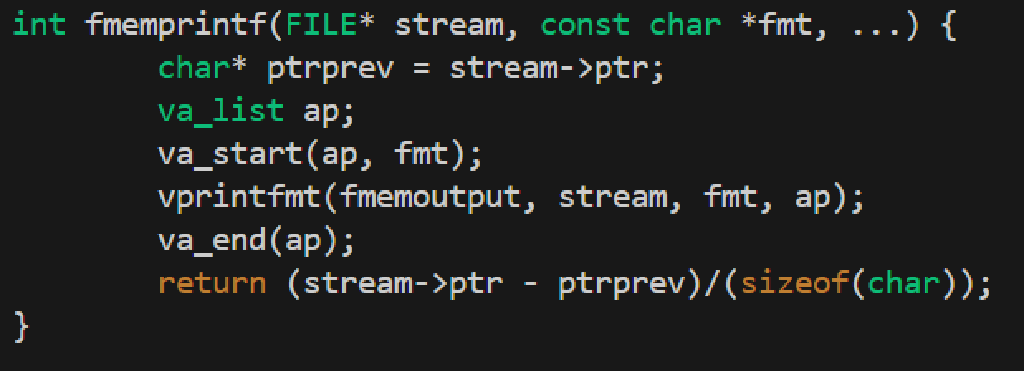 int fmemprintf(FILE* stream, const char *fmt, ...) {
        char* ptrprev = stream->ptr;
        va_list ap;
        va_start(ap, fmt);
        vprintfmt(fmemoutput, stream, fmt, ap);
        va_end(ap);
        return (stream->ptr - ptrprev)/(sizeof(char));
}